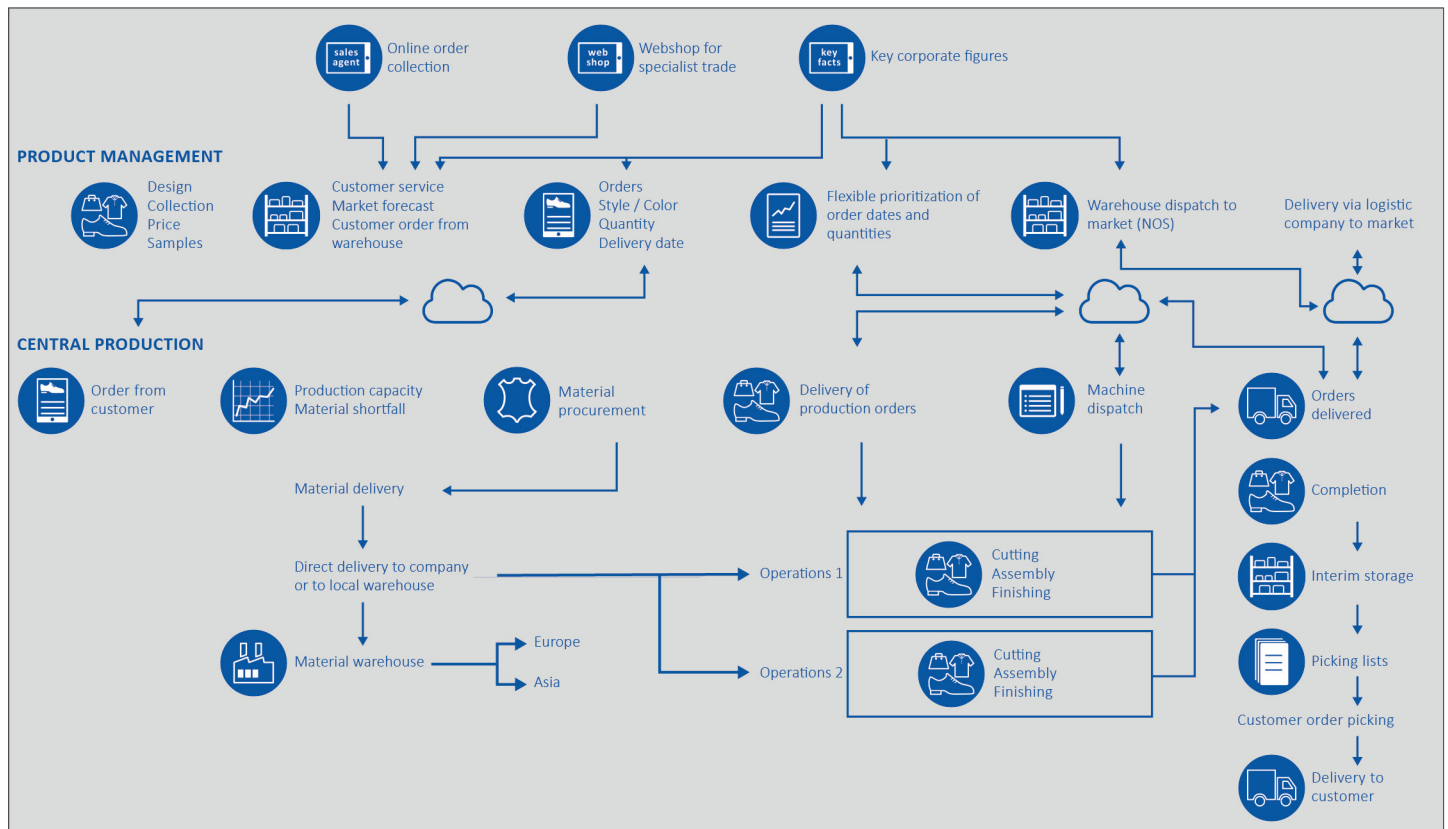 sales
agent
Online order
collection
web
shop
Webshop for
specialist trade
key
facts
Key corporate figures
PRODUCT MANAGEMENT
Design
Collection
Price
Samples
Customer service
Market forecast
Customer order from
warehouse
Orders
Style / Color
Quantity
Delivery date
Flexible prioritization of
order dates and
quantities
Warehouse dispatch to
market (NOS)
Delivery via logistic
company to market
CENTRAL PRODUCTION
Order from
customer
Production capacity
Material shortfall
Material
procurement
Delivery of
production orders
Machine
dispatch
Orders
delivered
Material delivery
Completion
Direct delivery to company
or to local warehouse
Operations 1
Cutting
Assembly
Finishing
Interim storage
Material warehouse
Europe
Asia
Operations 2
Cutting
Assembly
Finishing
Picking lists
Customer order picking
Delivery to
customer